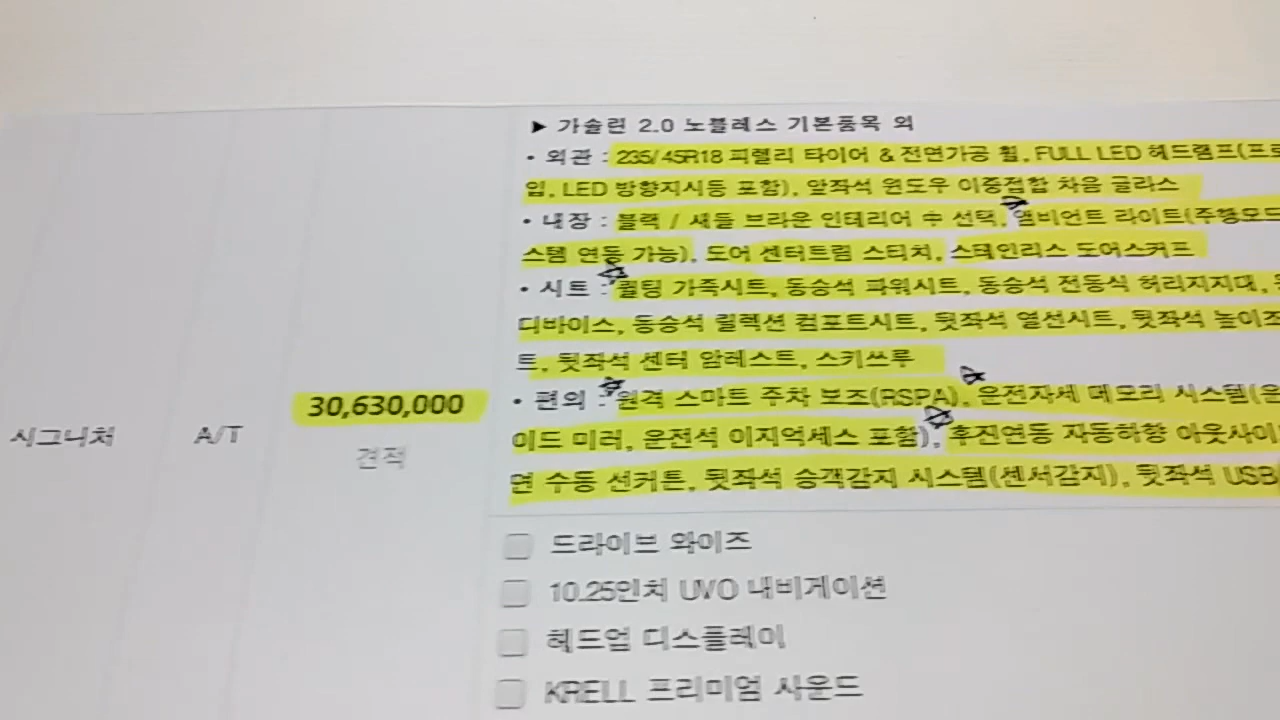 ▶ 가솔린 2.0 노블레스 기본품목 외
• 외관 : 235/45R18 피렐리 타이어 & 전면가공 휠, FULL LED 헤드램프(프로
입, LED 방향지시등 포함), 앞좌석 윈도우 이중접합 차음 글라스
• 내장 : 블랙 / 새들 브라운 인테리어 中 선택, 앰비언트 라이트(주행모드
스템 연동 가능), 도어 센터트림 스티치, 스테인리스 도어스커프
• 시트 : 퀼팅 가죽시트, 동승석 파워시트, 동승석 전동식 허리지지대,
디바이스, 동승석 릴렉션 컴포트시트, 뒷좌석 열선시트, 뒷좌석 높이조
트, 뒷좌석 센터 암레스트, 스키쓰루
• 편의 : 원격 스마트 주차 보조(RSPA), 운전자세 메모리 시스템(운
이드 미러, 운전석 이지억세스 포함), 후진연동 자동하향 아웃사이
면 수동 선커튼, 뒷좌석 승객감지 시스템(센서감지), 뒷좌석 USB
시그니처 A/T 30,630,000
견적
드라이브 와이즈
10.25인치 UVO 내비게이션
헤드업 디스플레이
KRELL 프리미엄 사운드